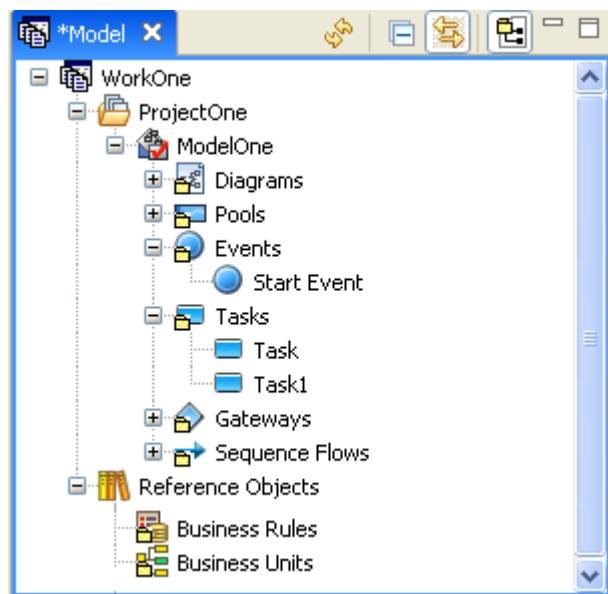 *Model
WorkOne
ProjectOne
ModelOne
Diagrams
Pools
Events
Start Event
Tasks
Task
Task1
Gateways
Sequence Flows
Reference Objects
Business Rules
Business Units